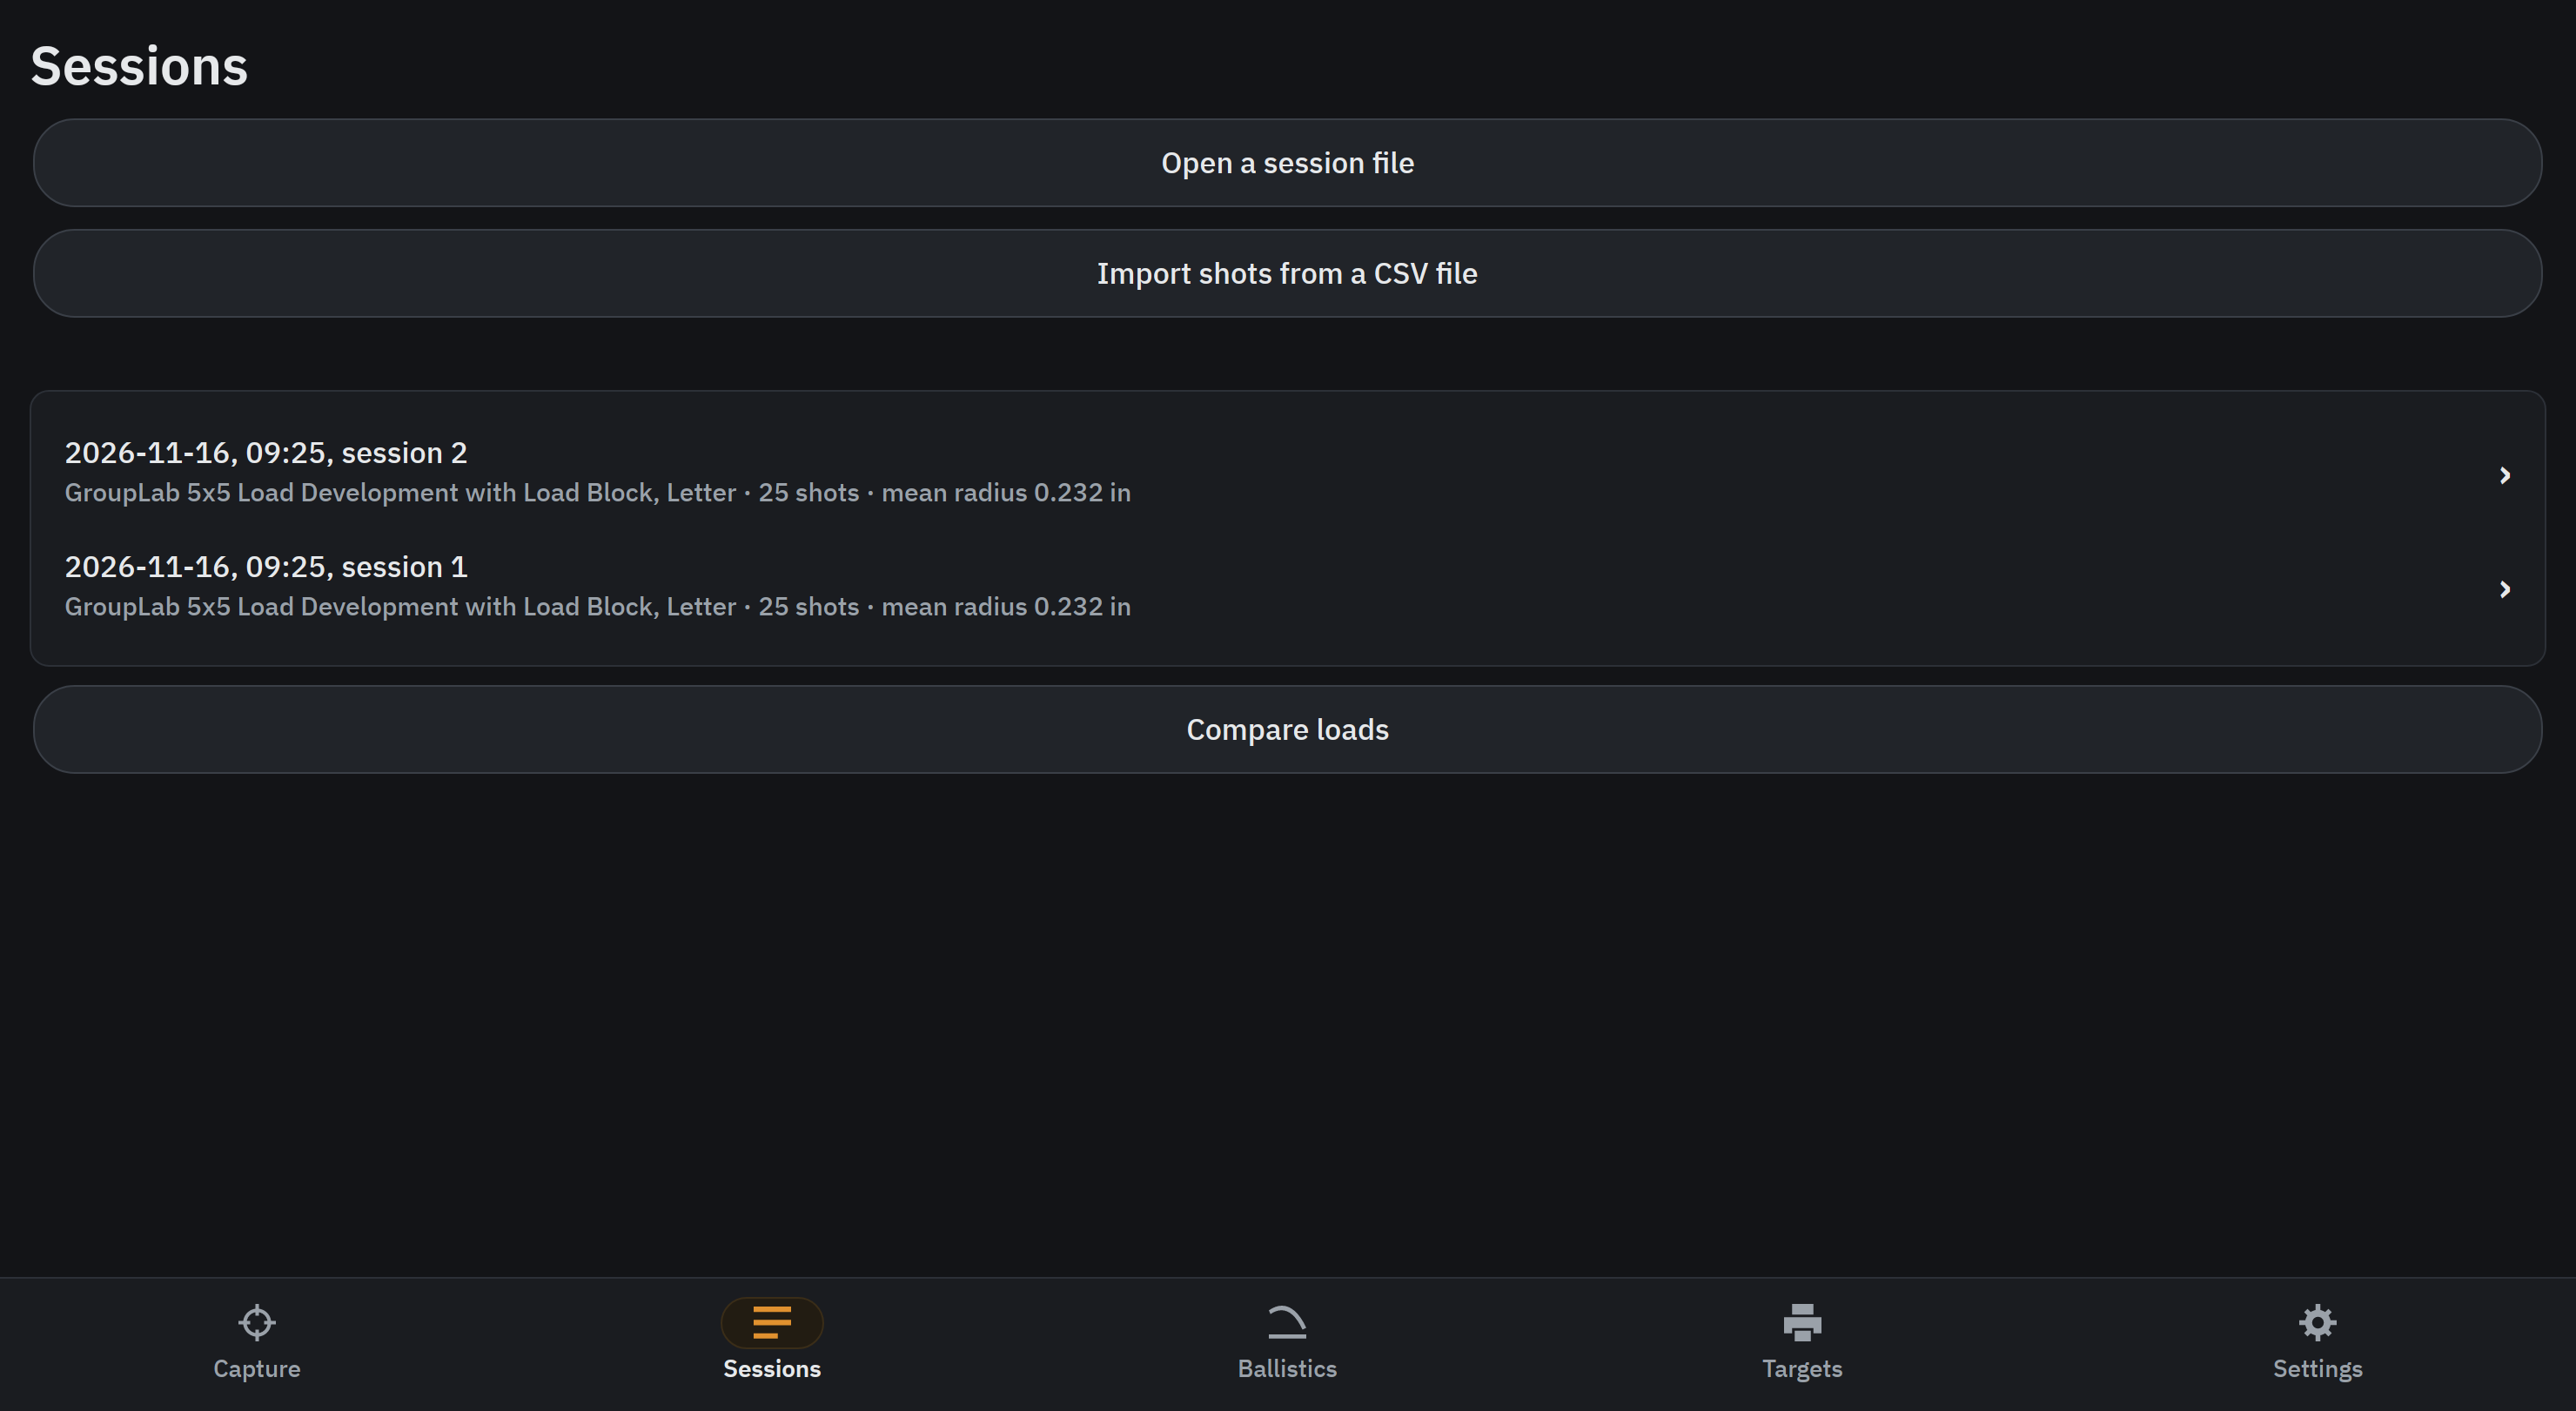 Sessions
Open a session file
Import shots from a CSV file
2026-11-16, 09:25, session 2
GroupLab 5x5 Load Development with Load Block, Letter · 25 shots · mean radius 0.232 in
2026-11-16, 09:25, session 1
GroupLab 5x5 Load Development with Load Block, Letter · 25 shots · mean radius 0.232 in
Compare loads
Capture
Sessions
Ballistics
Targets
Settings